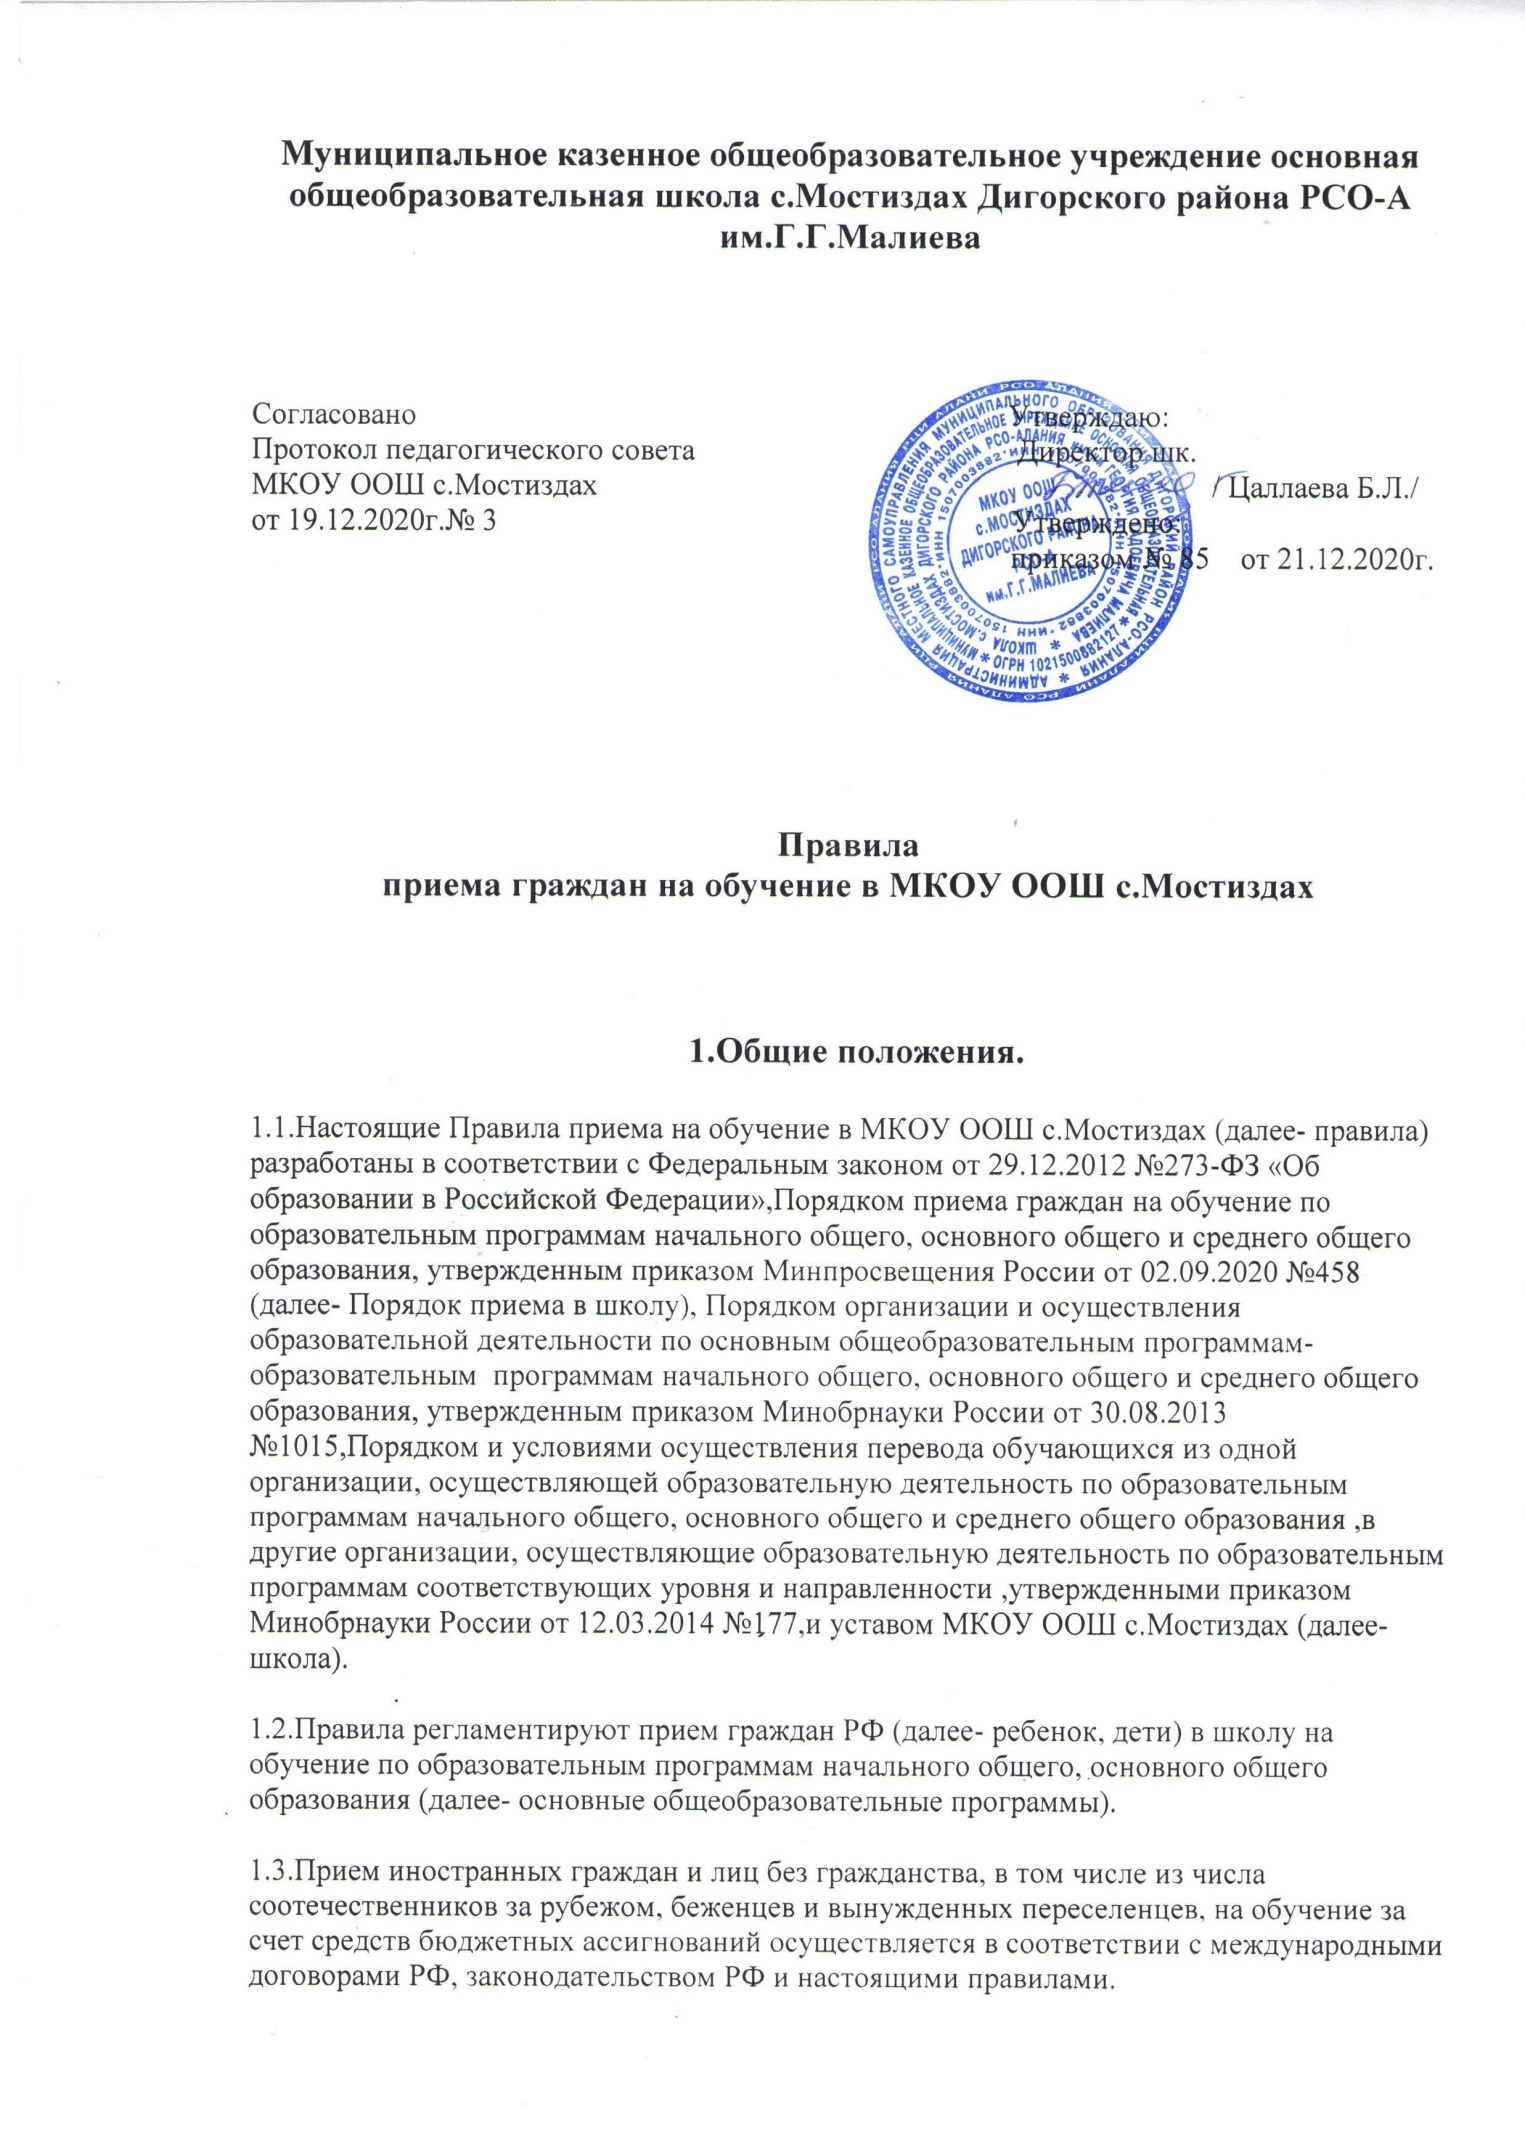 Муниципальное казенное общеобразовательное учреждение основная
общеобразовательная школа с.Мостиздах Дигорского района РСО-А
им.Г.Г.Малиева
Согласовано
Протокол педагогического совета
МКОУ ООШ с.Мостиздах
от 19.12.2020г.№ 3
Утверждаю:
Директор шк.
/ Цаллаева Б.Л./
Утверждено:
приказом № 85 от 21.12.2020г.
МКОУ ООШ
с.МОСТИЗДАХ
ДИГОРСКОГО РАЙОНА
РСО-А
им.Г.Г.МАЛИЕВА
ОГРН 1021500882127
ИНН 1507003882
Правила
приема граждан на обучение в МКОУ ООШ с.Мостиздах
1.Общие положения.
1.1.Настоящие Правила приема на обучение в МКОУ ООШ с.Мостиздах (далее- правила)
разработаны в соответствии с Федеральным законом от 29.12.2012 №273-ФЗ «Об
образовании в Российской Федерации»,Порядком приема граждан на обучение по
образовательным программам начального общего, основного общего и среднего общего
образования, утвержденным приказом Минпросвещения России от 02.09.2020 №458
(далее- Порядок приема в школу), Порядком организации и осуществления
образовательной деятельности по основным общеобразовательным программам-
образовательным программам начального общего, основного общего и среднего общего
образования, утвержденным приказом Минобрнауки России от 30.08.2013
№1015,Порядком и условиями осуществления перевода обучающихся из одной
организации, осуществляющей образовательную деятельность по образовательным
программам начального общего, основного общего и среднего общего образования ,в
другие организации, осуществляющие образовательную деятельность по образовательным
программам соответствующих уровня и направленности ,утвержденными приказом
Минобрнауки России от 12.03.2014 №177,и уставом МКОУ ООШ с.Мостиздах (далее-
школа).
1.2.Правила регламентируют прием граждан РФ (далее- ребенок, дети) в школу на
обучение по образовательным программам начального общего, основного общего
образования (далее- основные общеобразовательные программы).
1.3.Прием иностранных граждан и лиц без гражданства, в том числе из числа
соотечественников за рубежом, беженцев и вынужденных переселенцев, на обучение за
счет средств бюджетных ассигнований осуществляется в соответствии с международными
договорами РФ, законодательством РФ и настоящими правилами.